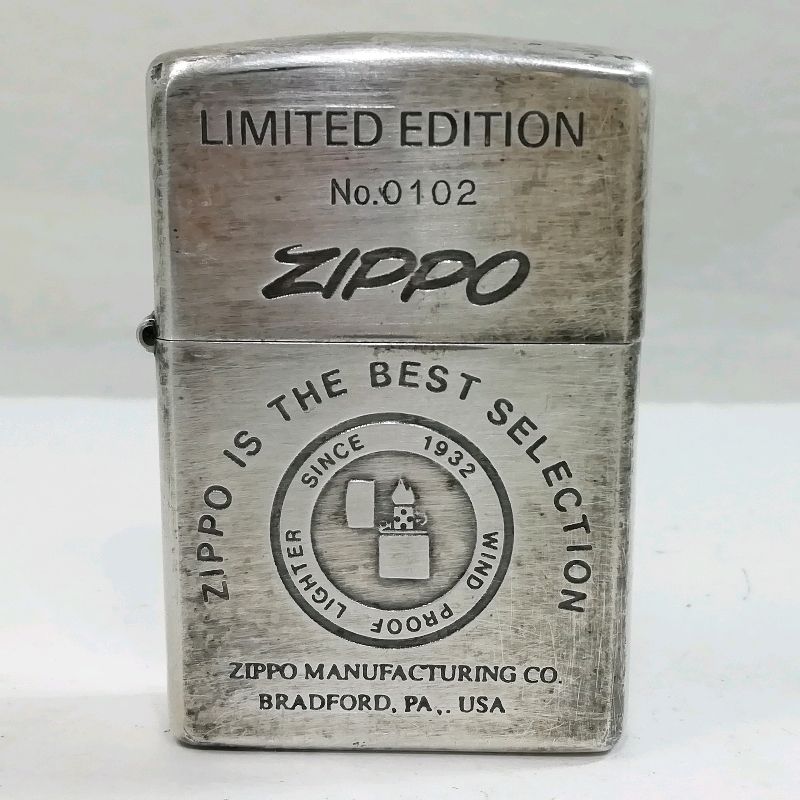 LIMITED EDITION
No.0102
ZIPPO
ZIPPO IS THE BEST SELECTION
SINCE 1932
WIND PROOF LIGHTER
ZIPPO MANUFACTURING CO.
BRADFORD, PA,. USA